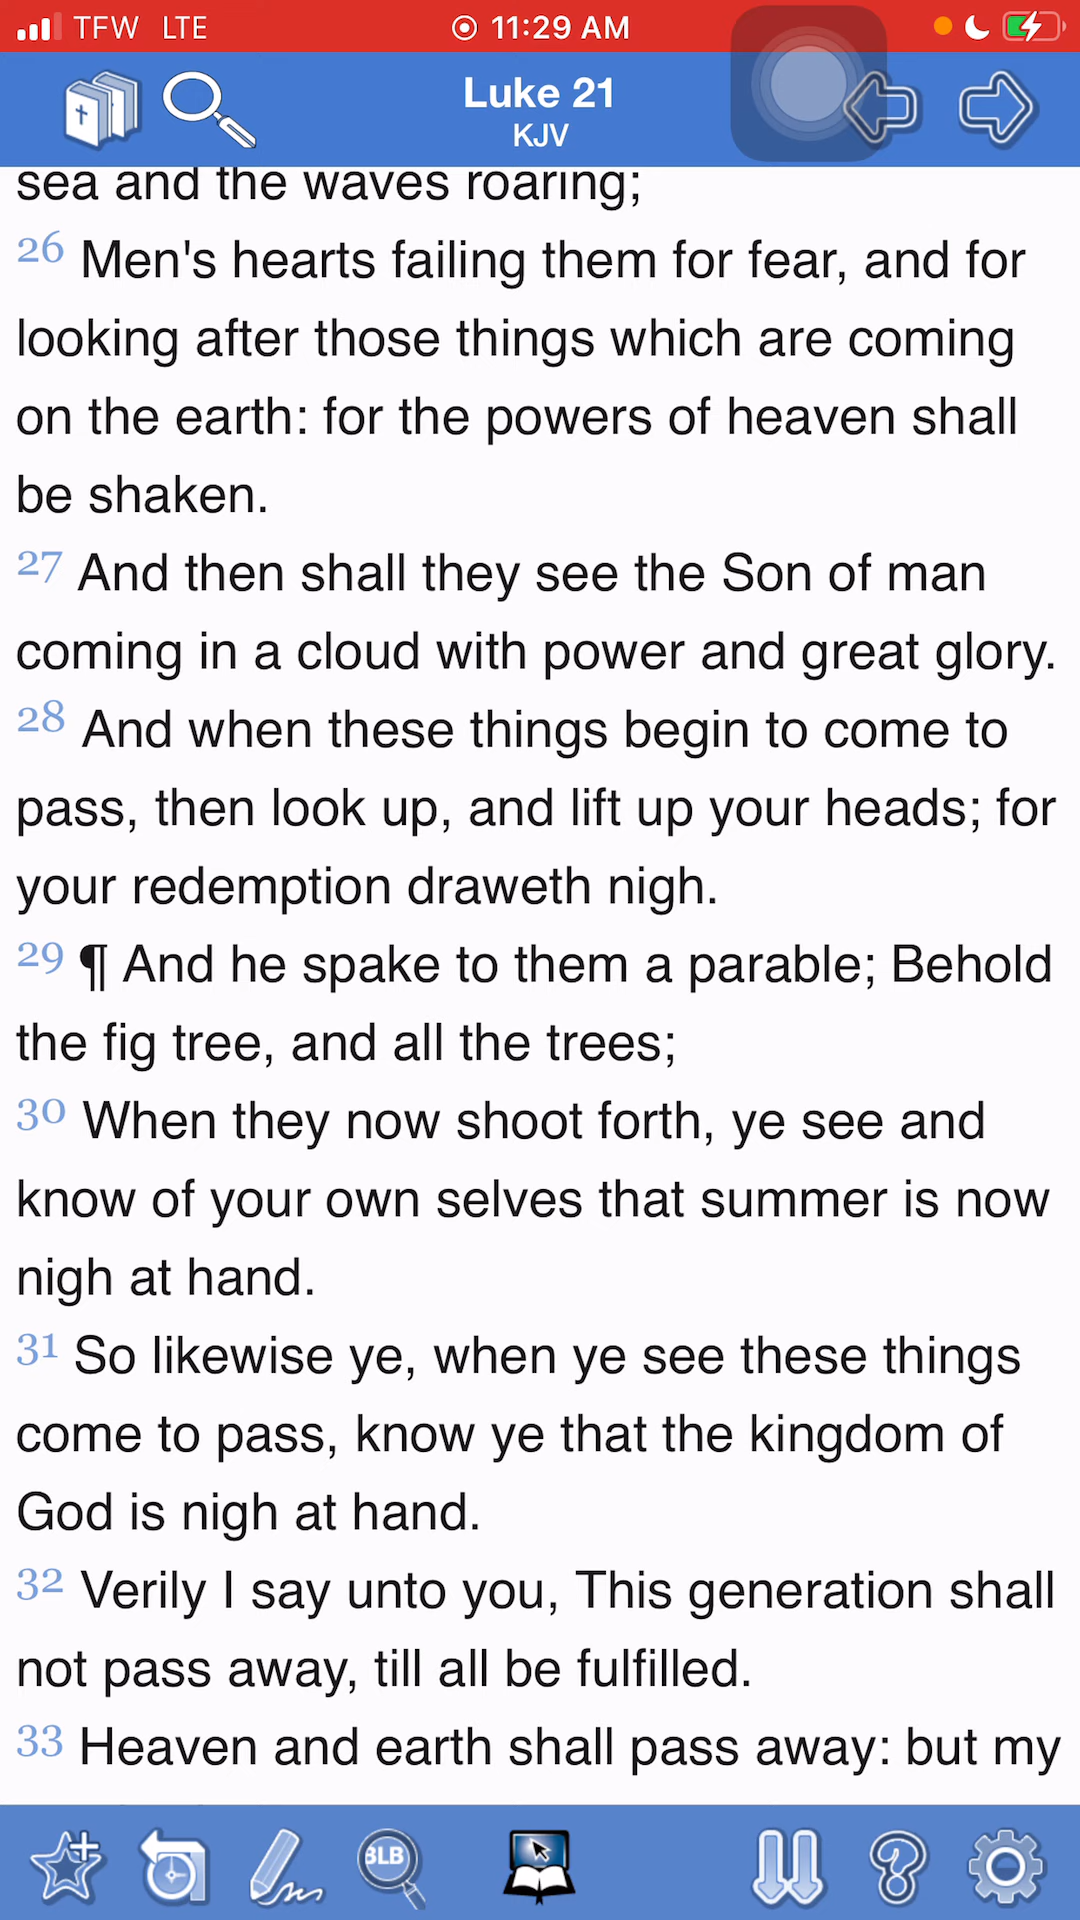 TFW LTE 11:29 AM
Luke 21
KJV
sea and the waves roaring;
26 Men's hearts failing them for fear, and for
looking after those things which are coming
on the earth: for the powers of heaven shall
be shaken.
27 And then shall they see the Son of man
coming in a cloud with power and great glory.
28 And when these things begin to come to
pass, then look up, and lift up your heads; for
your redemption draweth nigh.
29 ¶ And he spake to them a parable; Behold
the fig tree, and all the trees;
30 When they now shoot forth, ye see and
know of your own selves that summer is now
nigh at hand.
31 So likewise ye, when ye see these things
come to pass, know ye that the kingdom of
God is nigh at hand.
32 Verily I say unto you, This generation shall
not pass away, till all be fulfilled.
33 Heaven and earth shall pass away: but my
BLB